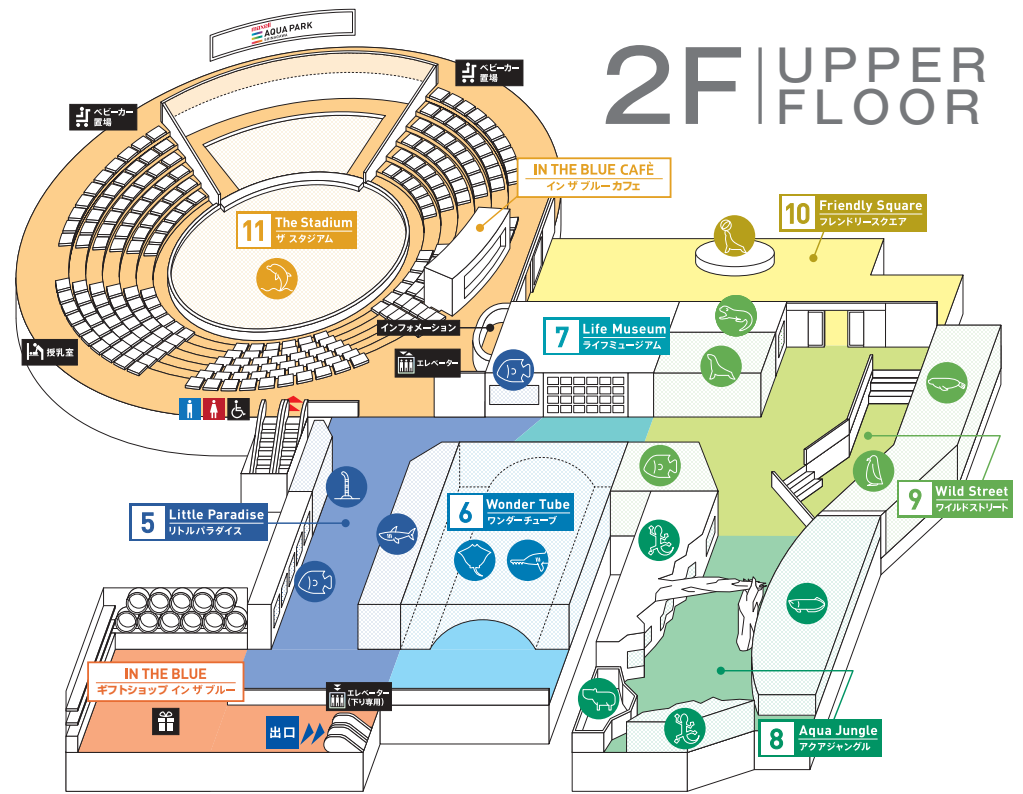 maxell
AQUA PARK
SHINAGAWA
2F
UPPER
FLOOR
ベビーカー
置場
ベビーカー
置場
IN THE BLUE CAFÈ
イン ザ ブルー カフェ
10
Friendly Square
フレンドリースクエア
11
The Stadium
ザ スタジアム
インフォメーション
7
Life Museum
ライフミュージアム
授乳室
エレベーター
9
Wild Street
ワイルドストリート
5
Little Paradise
リトルパラダイス
6
Wonder Tube
ワンダーチューブ
IN THE BLUE
ギフトショップ イン ザ ブルー
エレベーター
(下り専用)
出口
8
Aqua Jungle
アクアジャングル